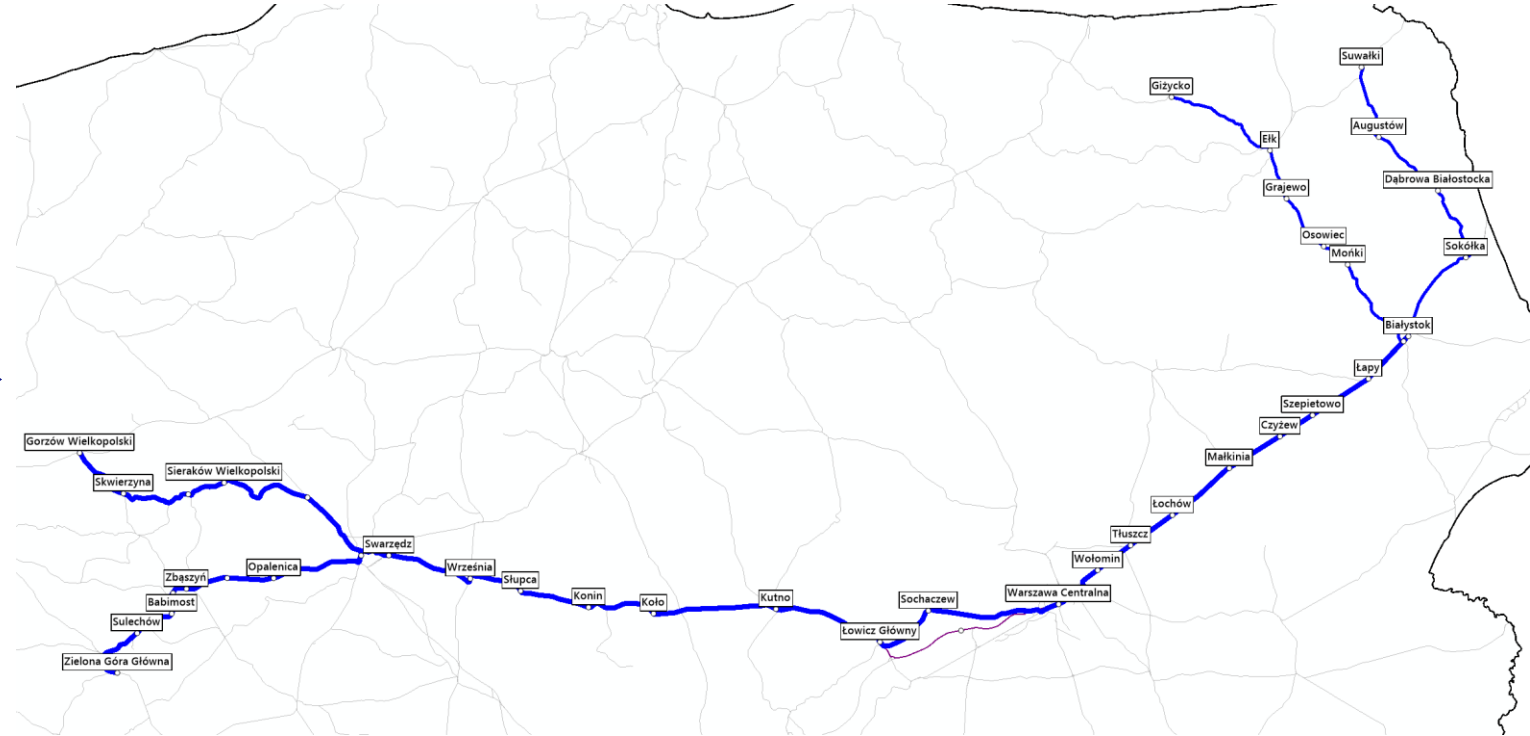 Suwałki
Giżycko
Augustów
Ełk
Dąbrowa Białostocka
Grajewo
Osowiec
Sokółka
Mońki
Białystok
Łapy
Szepietowo
Czyżew
Gorzów Wielkopolski
Małkinia
Sieraków Wielkopolski
Skwierzyna
Łochów
Tłuszcz
Swarzędz
Wołomin
Opalenica
Września
Zbąszyń
Słupca
Warszawa Centralna
Konin
Koło
Kutno
Sochaczew
Babimost
Sulechów
Łowicz Główny
Zielona Góra Główna